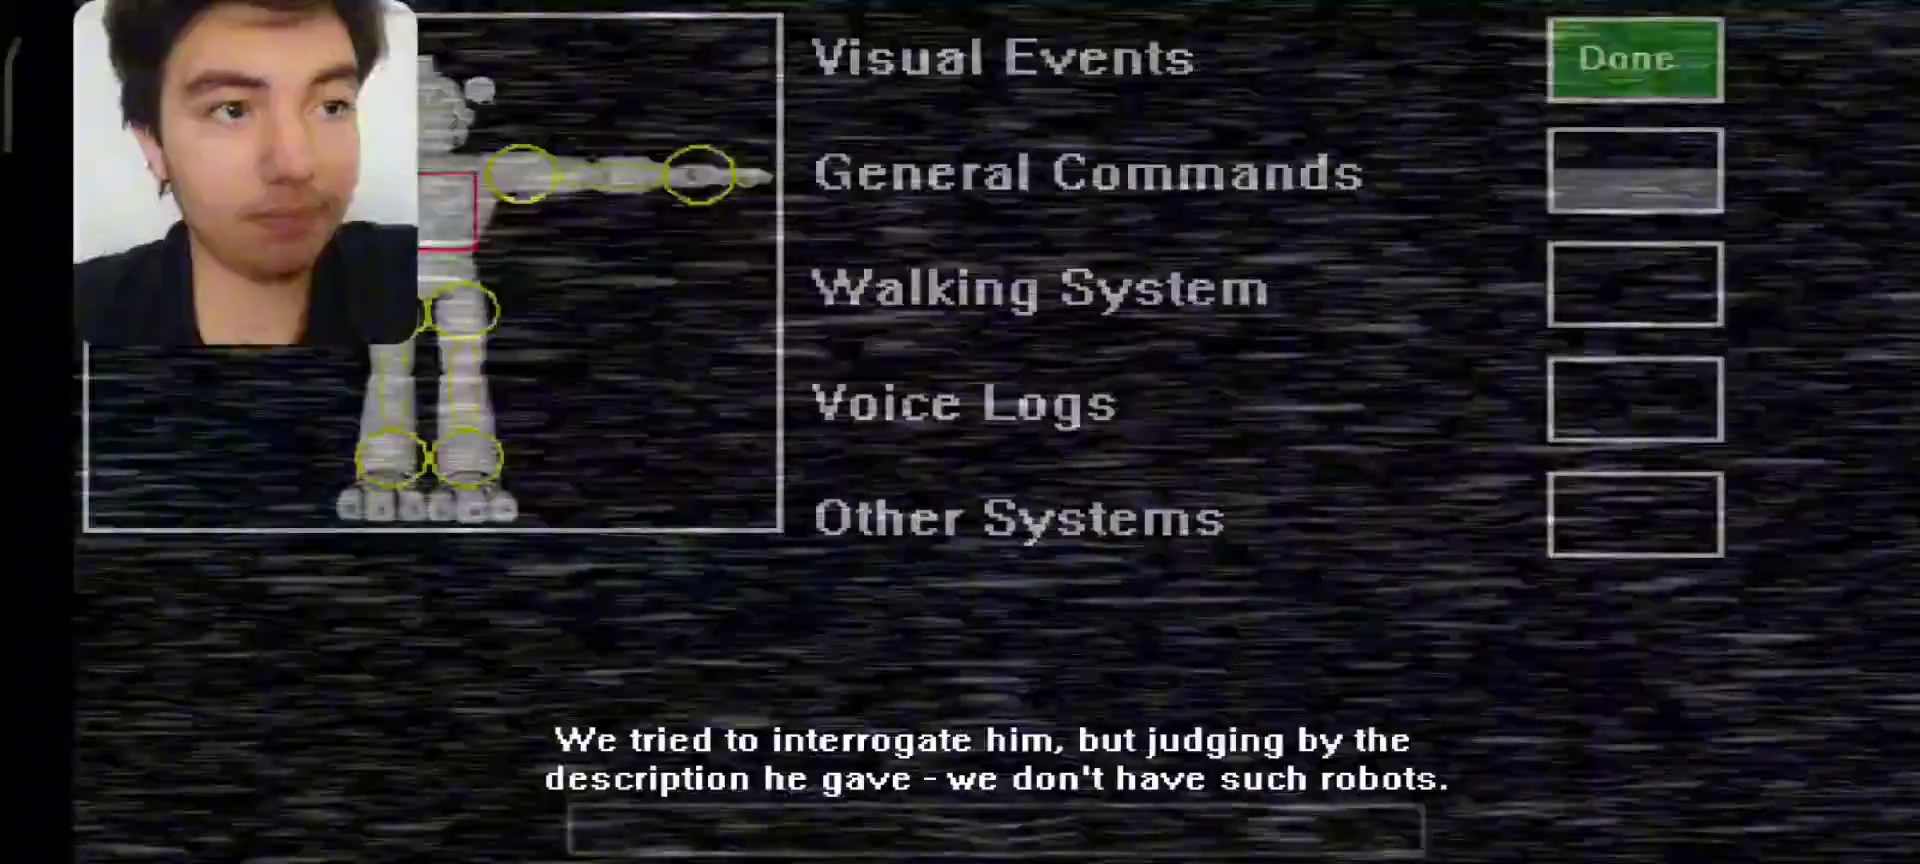 Visual Events
Done
General Commands
Walking System
Voice Logs
Other Systems
We tried to interrogate him, but judging by the
description he gave - we don't have such robots.